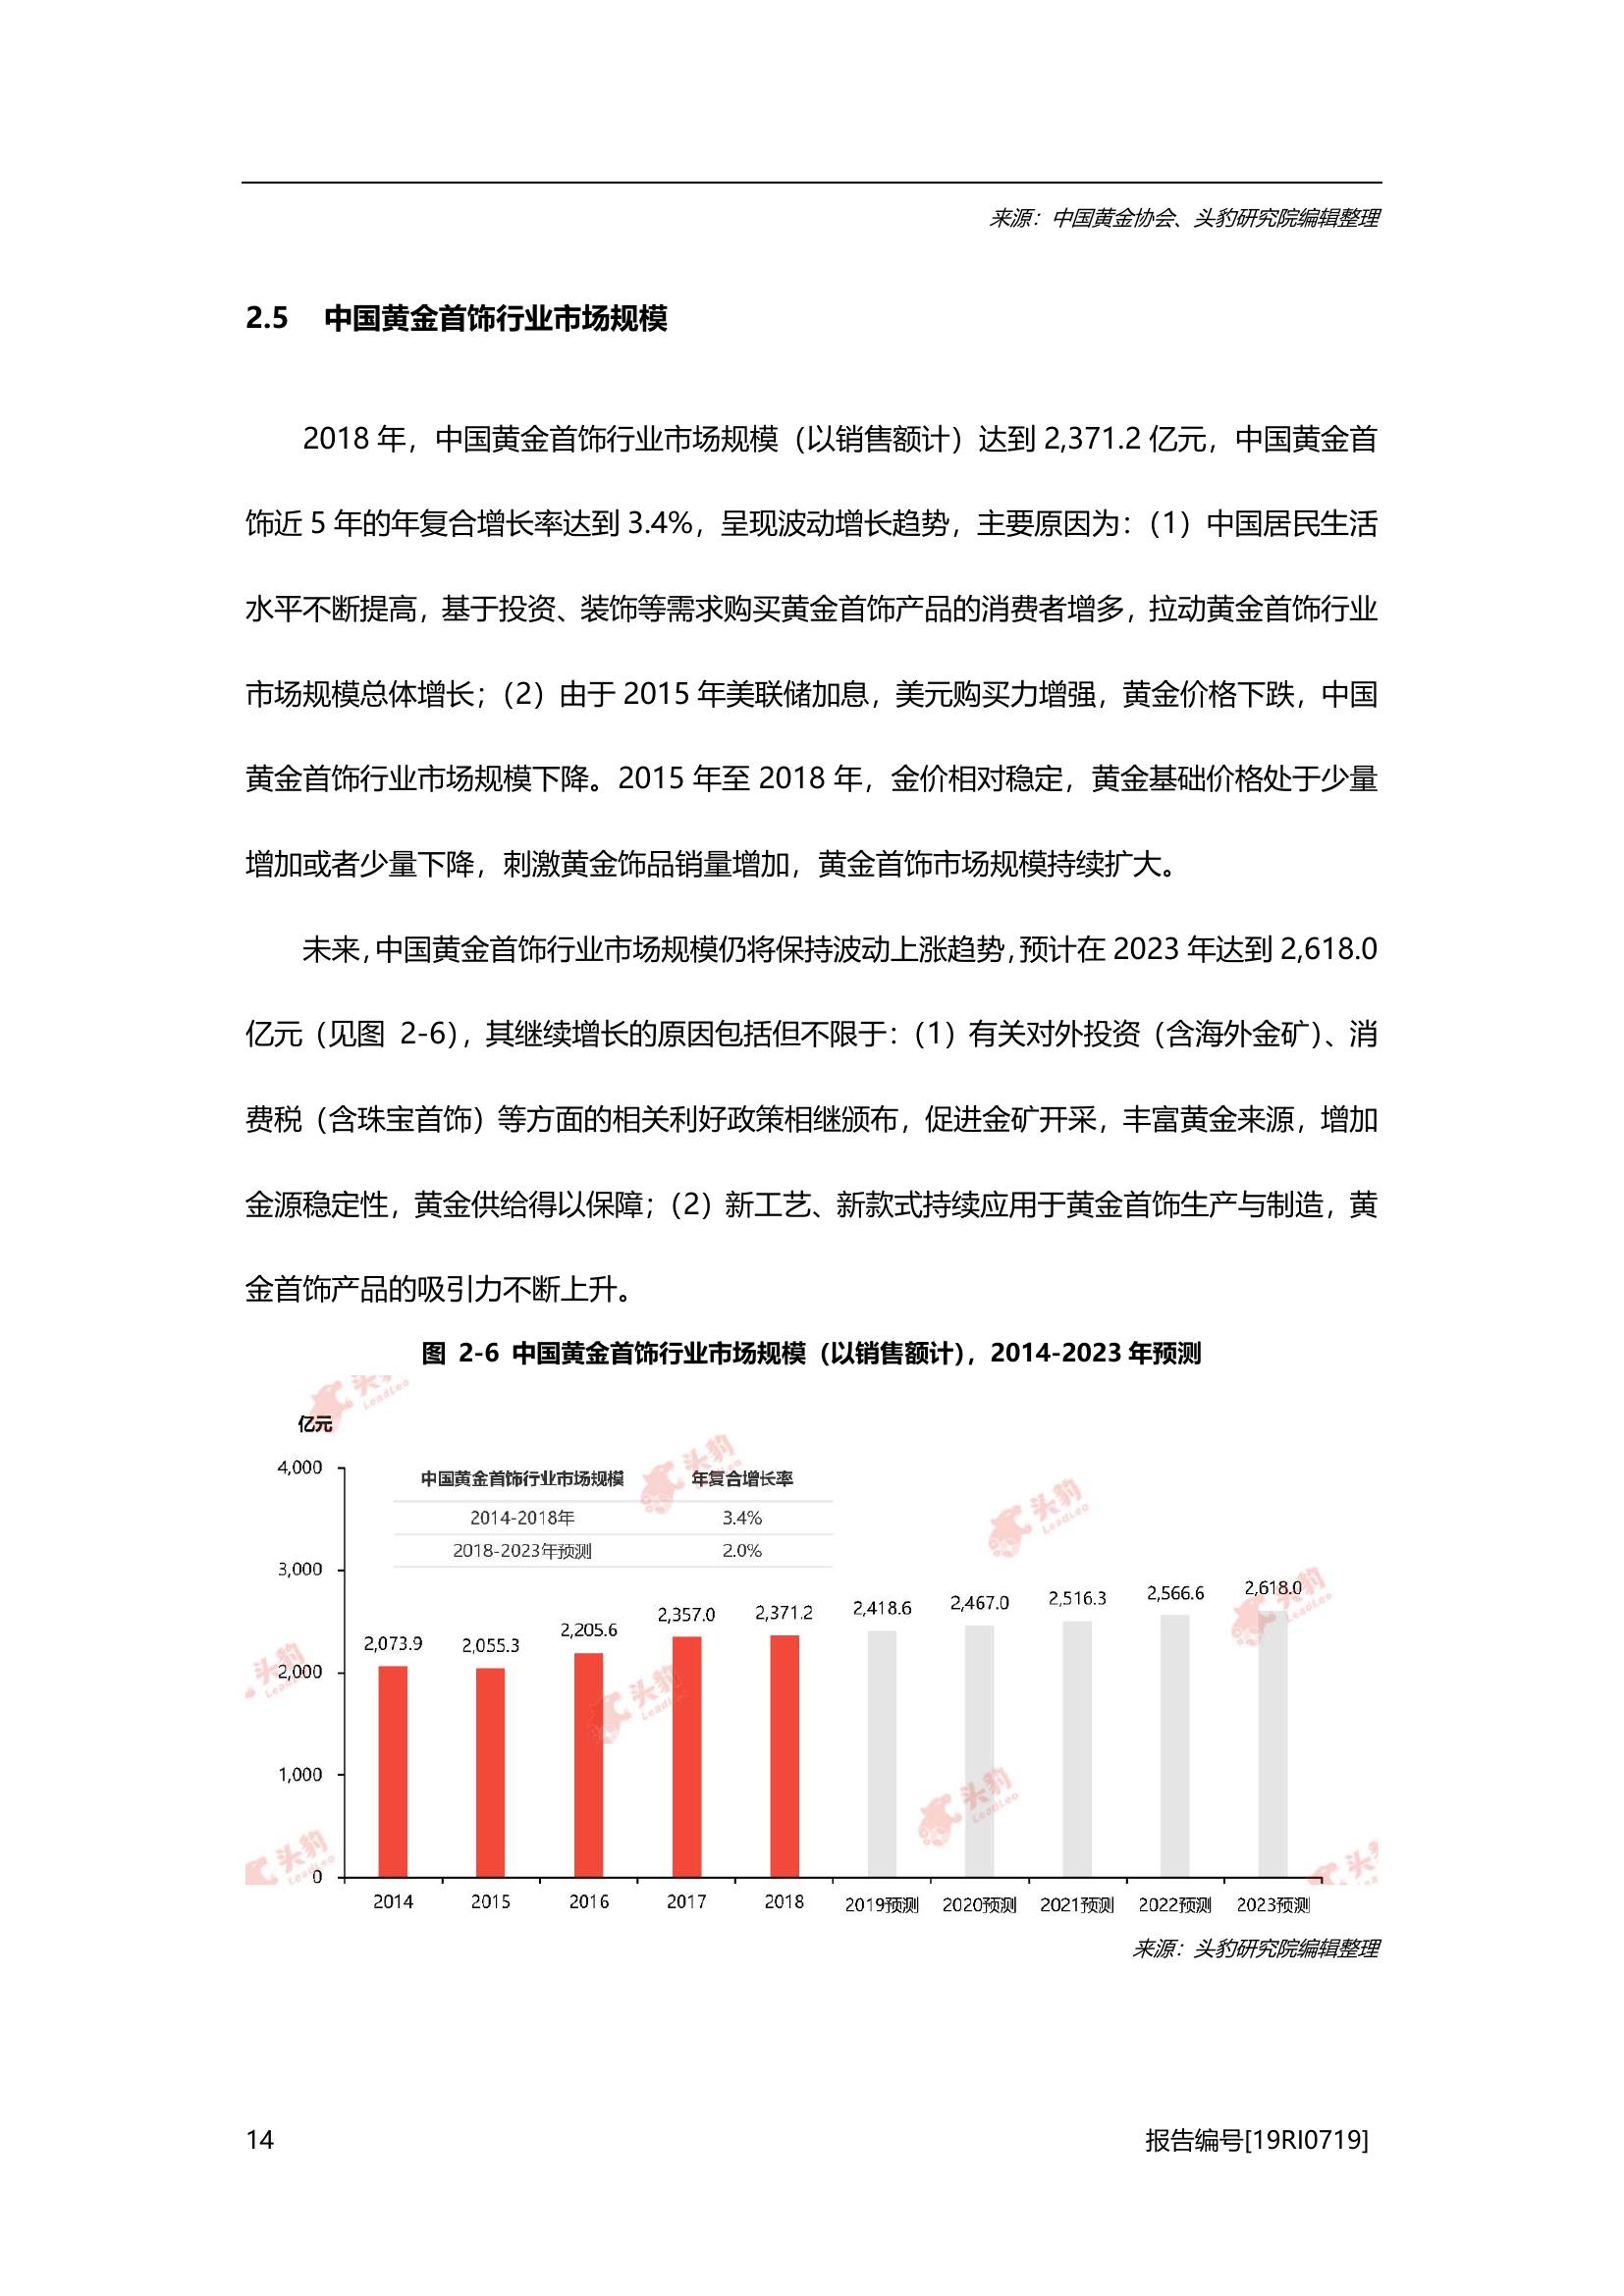 来源：中国黄金协会、头豹研究院编辑整理
2.5 中国黄金首饰行业市场规模
2018 年，中国黄金首饰行业市场规模（以销售额计）达到 2,371.2 亿元，中国黄金首
饰近 5 年的年复合增长率达到 3.4%，呈现波动增长趋势，主要原因为：（1）中国居民生活
水平不断提高，基于投资、装饰等需求购买黄金首饰产品的消费者增多，拉动黄金首饰行业
市场规模总体增长；（2）由于 2015 年美联储加息，美元购买力增强，黄金价格下跌，中国
黄金首饰行业市场规模下降。2015 年至 2018 年，金价相对稳定，黄金基础价格处于少量
增加或者少量下降，刺激黄金饰品销量增加，黄金首饰市场规模持续扩大。
未来，中国黄金首饰行业市场规模仍将保持波动上涨趋势，预计在 2023 年达到 2,618.0
亿元（见图 2-6），其继续增长的原因包括但不限于：（1）有关对外投资（含海外金矿）、消
费税（含珠宝首饰）等方面的相关利好政策相继颁布，促进金矿开采，丰富黄金来源，增加
金源稳定性，黄金供给得以保障；（2）新工艺、新款式持续应用于黄金首饰生产与制造，黄
金首饰产品的吸引力不断上升。
图 2-6 中国黄金首饰行业市场规模（以销售额计），2014-2023 年预测
亿元
4,000
3,000
2,000
1,000
0
中国黄金首饰行业市场规模 年复合增长率
2014-2018年 3.4%
2018-2023年预测 2.0%
2,073.9 2,055.3 2,205.6 2,357.0 2,371.2 2,418.6 2,467.0 2,516.3 2,566.6 2,618.0
2014 2015 2016 2017 2018 2019预测 2020预测 2021预测 2022预测 2023预测
头豹 LeadLeo
头豹 LeadLeo
头豹 LeadLeo
头豹 LeadLeo
头豹 LeadLeo
头豹 LeadLeo
头豹 LeadLeo
头豹 LeadLeo
来源：头豹研究院编辑整理
14 报告编号[19RI0719]